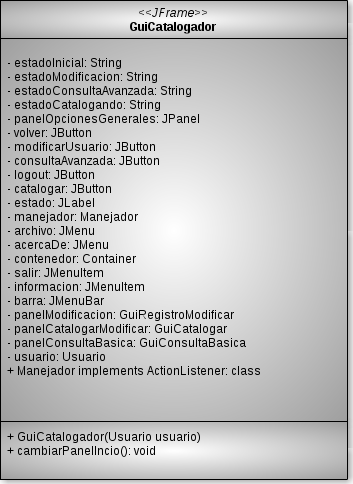 <<JFrame>>
GuiCatalogador
- estadoInicial: String
- estadoModificacion: String
- estadoConsultaAvanzada: String
- estadoCatalogando: String
- panelOpcionesGenerales: JPanel
- volver: JButton
- modificarUsuario: JButton
- consultaAvanzada: JButton
- logout: JButton
- catalogar: JButton
- estado: JLabel
- manejador: Manejador
- archivo: JMenu
- acercaDe: JMenu
- contenedor: Container
- salir: JMenuItem
- informacion: JMenuItem
- barra: JMenuBar
- panelModificacion: GuiRegistroModificar
- panelCatalogarModificar: GuiCatalogar
- panelConsultaBasica: GuiConsultaBasica
- usuario: Usuario
+ Manejador implements ActionListener: class
+ GuiCatalogador(Usuario usuario)
+ cambiarPanelIncio(): void